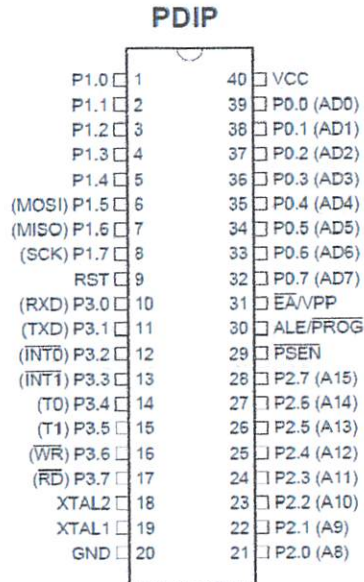 PDIP
P1.0 1 40 VCC
P1.1 2 39 P0.0 (AD0)
P1.2 3 38 P0.1 (AD1)
P1.3 4 37 P0.2 (AD2)
P1.4 5 36 P0.3 (AD3)
(MOSI) P1.5 6 35 P0.4 (AD4)
(MISO) P1.6 7 34 P0.5 (AD5)
(SCK) P1.7 8 33 P0.6 (AD6)
RST 9 32 P0.7 (AD7)
(RXD) P3.0 10 31 E̅A̅/VPP
(TXD) P3.1 11 30 ALE/P̅R̅O̅G̅
(I̅N̅T̅0̅) P3.2 12 29 P̅S̅E̅N̅
(I̅N̅T̅1̅) P3.3 13 28 P2.7 (A15)
(T0) P3.4 14 27 P2.6 (A14)
(T1) P3.5 15 26 P2.5 (A13)
(W̅R̅) P3.6 16 25 P2.4 (A12)
(R̅D̅) P3.7 17 24 P2.3 (A11)
XTAL2 18 23 P2.2 (A10)
XTAL1 19 22 P2.1 (A9)
GND 20 21 P2.0 (A8)